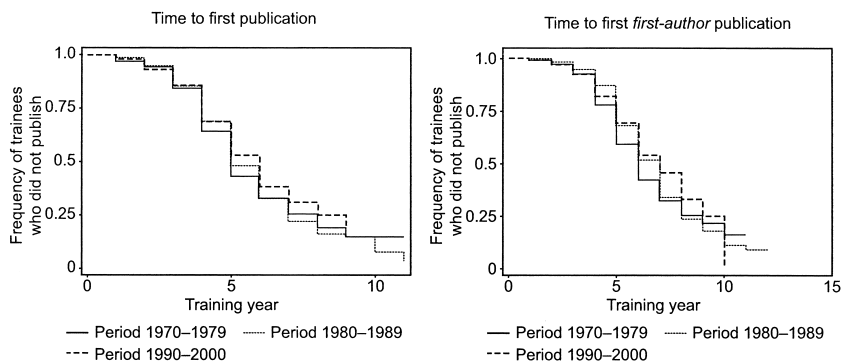 Time to first publication
Frequency of trainees
who did not publish
1.0
0.75
0.5
0.25
0
0
5
10
Training year
Period 1970–1979
Period 1980–1989
Period 1990–2000
Time to first first-author publication
Frequency of trainees
who did not publish
1.0
0.75
0.5
0.25
0
0
5
10
15
Training year
Period 1970–1979
Period 1980–1989
Period 1990–2000